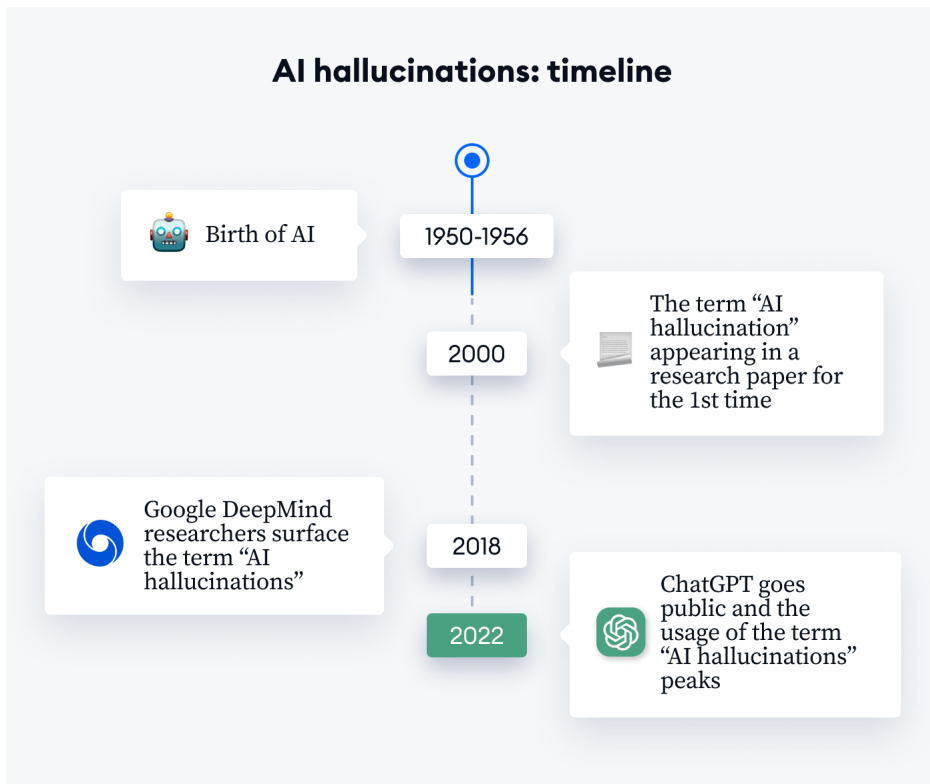 AI hallucinations: timeline
Birth of AI
1950-1956
2000
The term “AI
hallucination”
appearing in a
research paper for
the 1st time
Google DeepMind
researchers surface
the term “AI
hallucinations”
2018
2022
ChatGPT goes
public and the
usage of the term
“AI hallucinations”
peaks